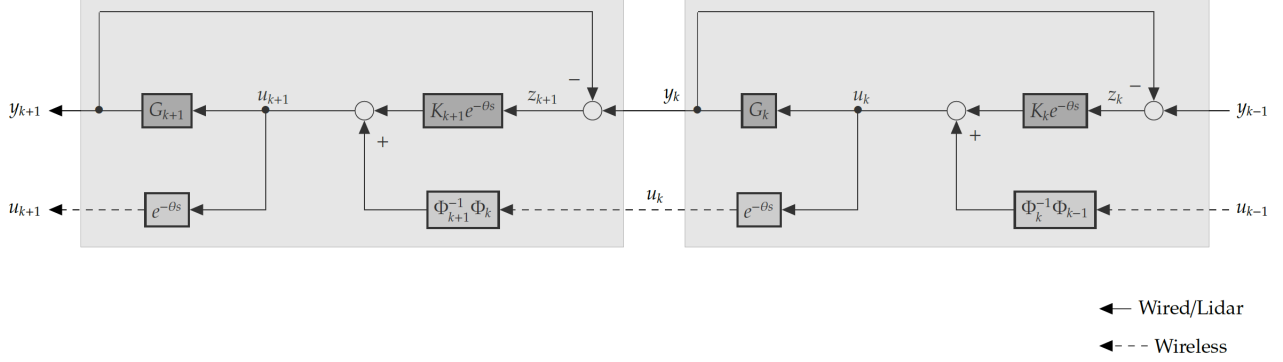 − −
y_{k+1} G_{k+1} u_{k+1} K_{k+1}e^{−θs} z_{k+1} y_k G_k u_k K_k e^{−θs} z_k y_{k−1}
+ +
u_{k+1} e^{−θs} Φ_{k+1}^{−1}Φ_k u_k e^{−θs} Φ_k^{−1}Φ_{k−1} u_{k−1}
Wired/Lidar
Wireless